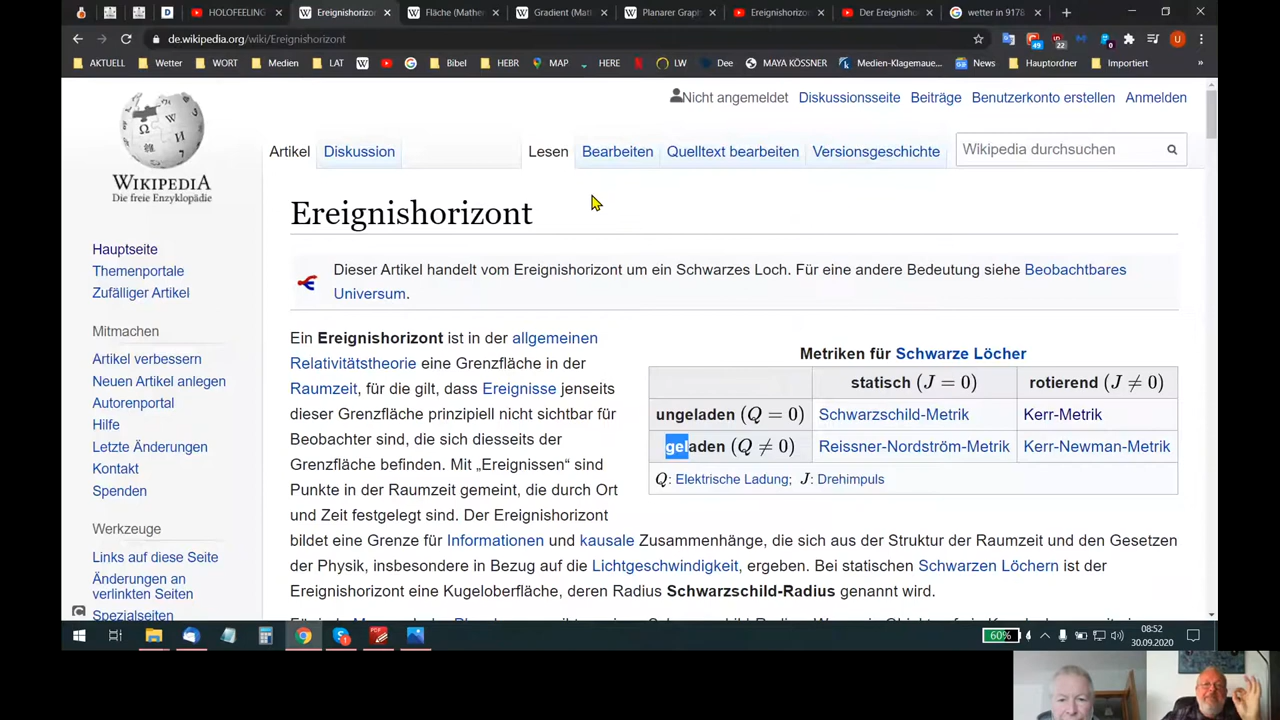 HOLOFEELING
Ereignishorizon
Fläche (Mathe
Gradient (Mat
Planarer Grap
Ereignishorizo
Der Ereignish
wetter in 9178
de.wikipedia.org/wiki/Ereignishorizont
AKTUELL
Wetter
WORT
Medien
LAT
Bibel
HEBR
MAP
HERE
LW
Dee
MAYA KÖSSNER
Medien-Klagemaue...
News
Hauptordner
Importiert
Nicht angemeldet Diskussionsseite Beiträge Benutzerkonto erstellen Anmelden
Artikel Diskussion Lesen Bearbeiten Quelltext bearbeiten Versionsgeschichte Wikipedia durchsuchen
WIKIPEDIA
Die freie Enzyklopädie
Hauptseite
Themenportale
Zufälliger Artikel
Mitmachen
Artikel verbessern
Neuen Artikel anlegen
Autorenportal
Hilfe
Letzte Änderungen
Kontakt
Spenden
Werkzeuge
Links auf diese Seite
Änderungen an
verlinkten Seiten
Spezialseiten
Ereignishorizont
Dieser Artikel handelt vom Ereignishorizont um ein Schwarzes Loch. Für eine andere Bedeutung siehe Beobachtbares
Universum.
Ein Ereignishorizont ist in der allgemeinen
Relativitätstheorie eine Grenzfläche in der
Raumzeit, für die gilt, dass Ereignisse jenseits
dieser Grenzfläche prinzipiell nicht sichtbar für
Beobachter sind, die sich diesseits der
Grenzfläche befinden. Mit „Ereignissen“ sind
Punkte in der Raumzeit gemeint, die durch Ort
und Zeit festgelegt sind. Der Ereignishorizont
bildet eine Grenze für Informationen und kausale Zusammenhänge, die sich aus der Struktur der Raumzeit und den Gesetzen
der Physik, insbesondere in Bezug auf die Lichtgeschwindigkeit, ergeben. Bei statischen Schwarzen Löchern ist der
Ereignishorizont eine Kugeloberfläche, deren Radius Schwarzschild-Radius genannt wird.
Metriken für Schwarze Löcher
statisch (J = 0) rotierend (J ≠ 0)
ungeladen (Q = 0) Schwarzschild-Metrik Kerr-Metrik
geladen (Q ≠ 0) Reissner-Nordström-Metrik Kerr-Newman-Metrik
Q: Elektrische Ladung; J: Drehimpuls
60%
08:52
30.09.2020